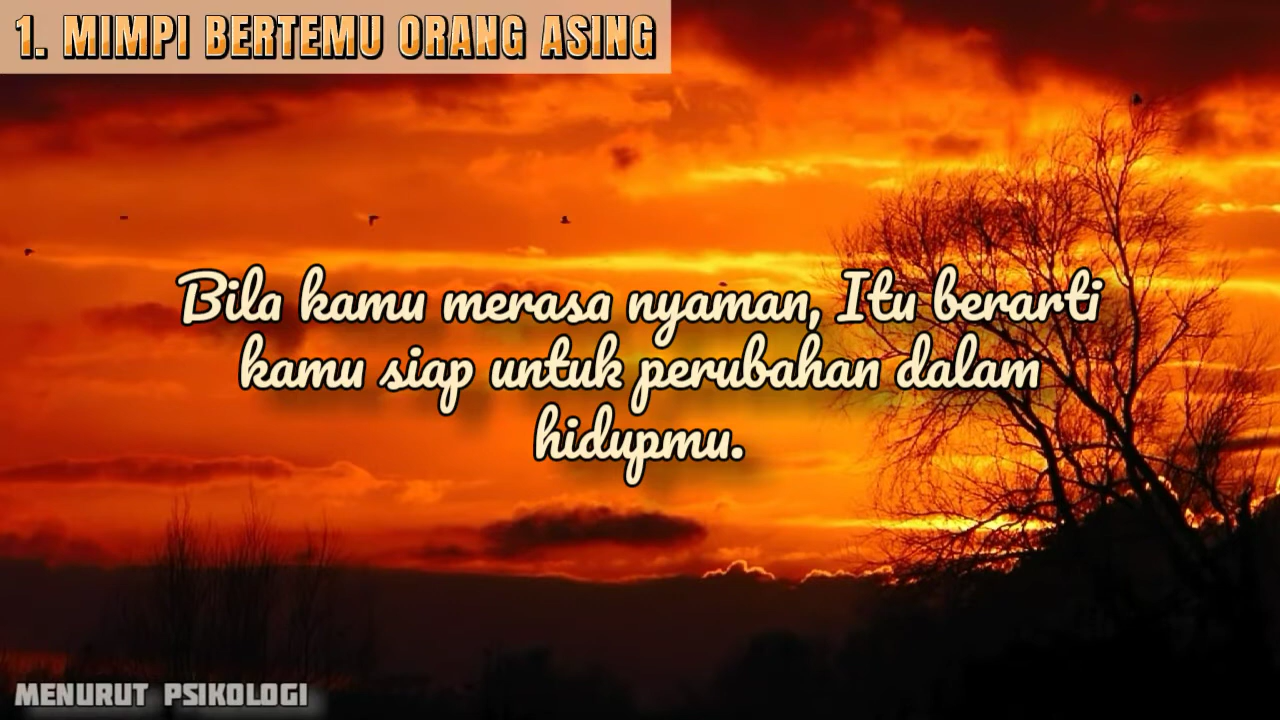 1. MIMPI BERTEMU ORANG ASING
Bila kamu merasa nyaman, Itu berarti
kamu siap untuk perubahan dalam
hidupmu.
MENURUT PSIKOLOGI